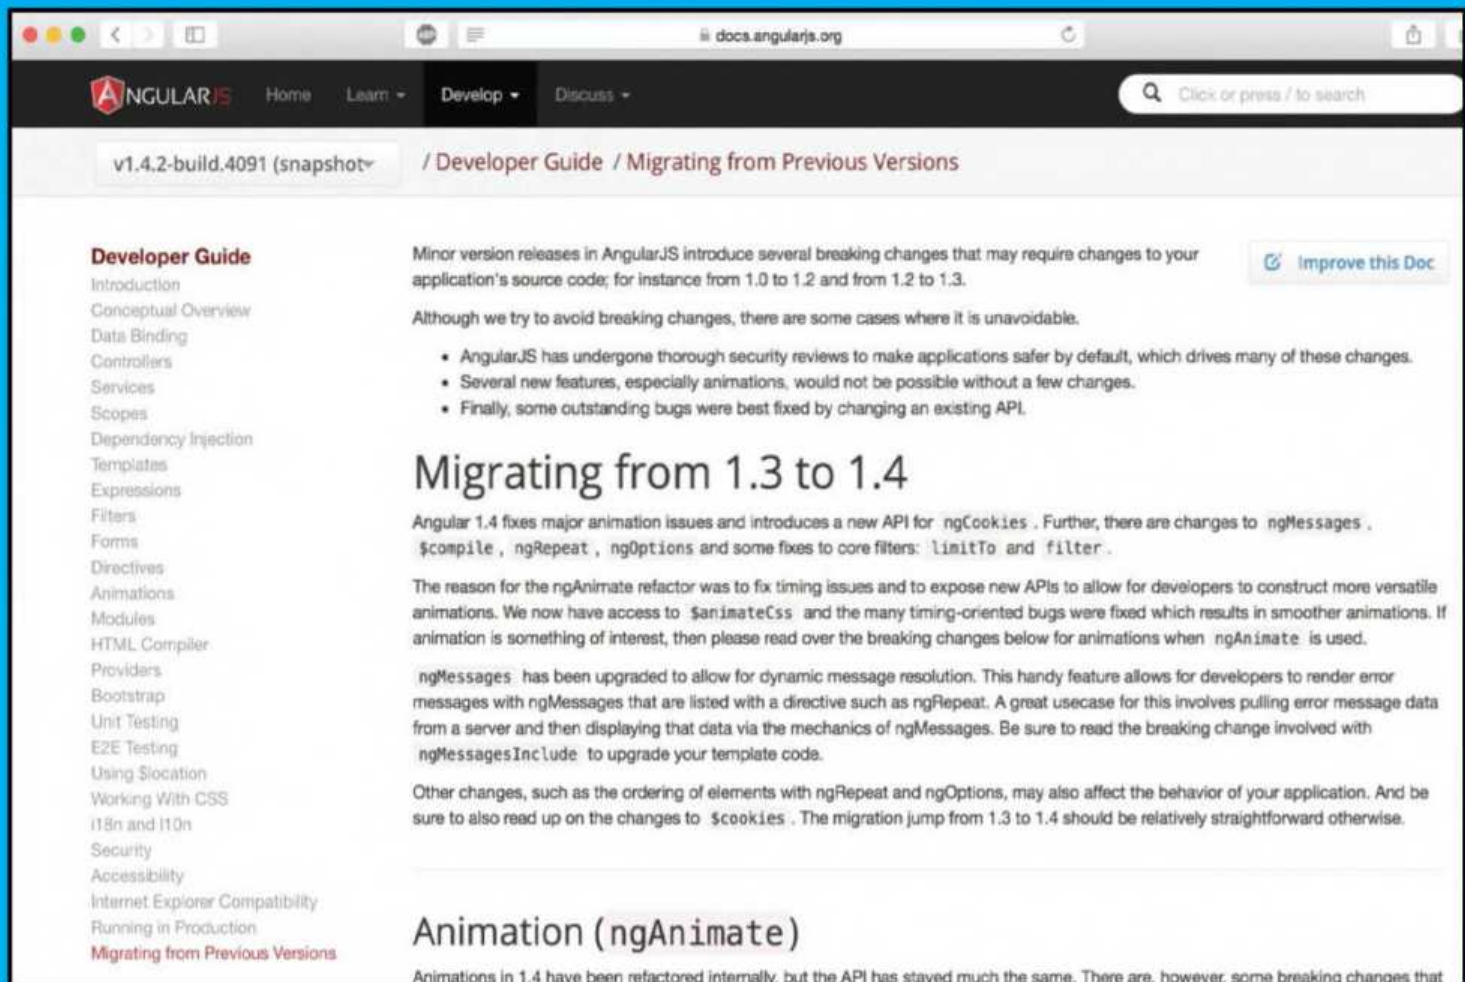 docs.angularjs.org
ANGULARJS Home Learn Develop Discuss Click or press / to search
v1.4.2-build.4091 (snapshot / Developer Guide / Migrating from Previous Versions
Developer Guide
Introduction
Conceptual Overview
Data Binding
Controllers
Services
Scopes
Dependency Injection
Templates
Expressions
Filters
Forms
Directives
Animations
Modules
HTML Compiler
Providers
Bootstrap
Unit Testing
E2E Testing
Using $location
Working With CSS
i18n and l10n
Security
Accessibility
Internet Explorer Compatibility
Running in Production
Migrating from Previous Versions
Improve this Doc
Minor version releases in AngularJS introduce several breaking changes that may require changes to your
application's source code; for instance from 1.0 to 1.2 and from 1.2 to 1.3.
Although we try to avoid breaking changes, there are some cases where it is unavoidable.
• AngularJS has undergone thorough security reviews to make applications safer by default, which drives many of these changes.
• Several new features, especially animations, would not be possible without a few changes.
• Finally, some outstanding bugs were best fixed by changing an existing API.
Migrating from 1.3 to 1.4
Angular 1.4 fixes major animation issues and introduces a new API for ngCookies . Further, there are changes to ngMessages ,
$compile , ngRepeat , ngOptions and some fixes to core filters: limitTo and filter .
The reason for the ngAnimate refactor was to fix timing issues and to expose new APIs to allow for developers to construct more versatile
animations. We now have access to $animateCss and the many timing-oriented bugs were fixed which results in smoother animations. If
animation is something of interest, then please read over the breaking changes below for animations when ngAnimate is used.
ngMessages has been upgraded to allow for dynamic message resolution. This handy feature allows for developers to render error
messages with ngMessages that are listed with a directive such as ngRepeat. A great usecase for this involves pulling error message data
from a server and then displaying that data via the mechanics of ngMessages. Be sure to read the breaking change involved with
ngMessagesInclude to upgrade your template code.
Other changes, such as the ordering of elements with ngRepeat and ngOptions, may also affect the behavior of your application. And be
sure to also read up on the changes to $cookies . The migration jump from 1.3 to 1.4 should be relatively straightforward otherwise.
Animation (ngAnimate)
Animations in 1.4 have been refactored internally, but the API has stayed much the same. There are, however, some breaking changes that